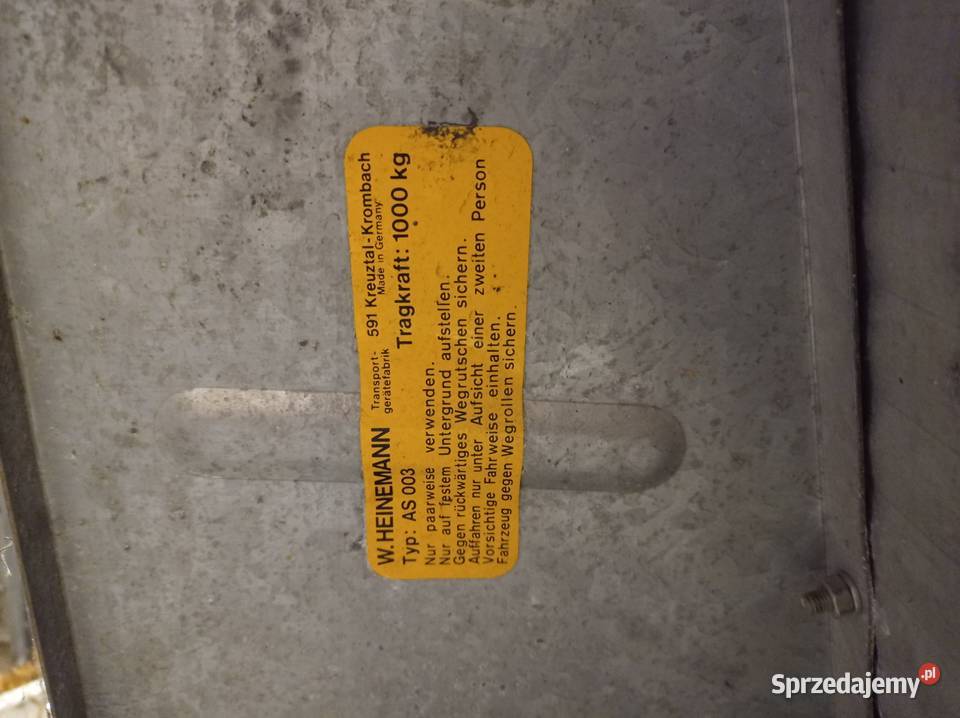 W. HEINEMANN Transport-gerätefabrik 591 Kreuztal-Krombach
Made in Germany
Typ: AS 003 Tragkraft: 1000 kg
Nur paarweise verwenden.
Nur auf festem Untergrund aufstellen.
Gegen rückwärtiges Wegrutschen sichern.
Auffahren nur unter Aufsicht einer zweiten Person
Vorsichtige Fahrweise einhalten.
Fahrzeug gegen Wegrollen sichern.
Sprzedajemy.pl